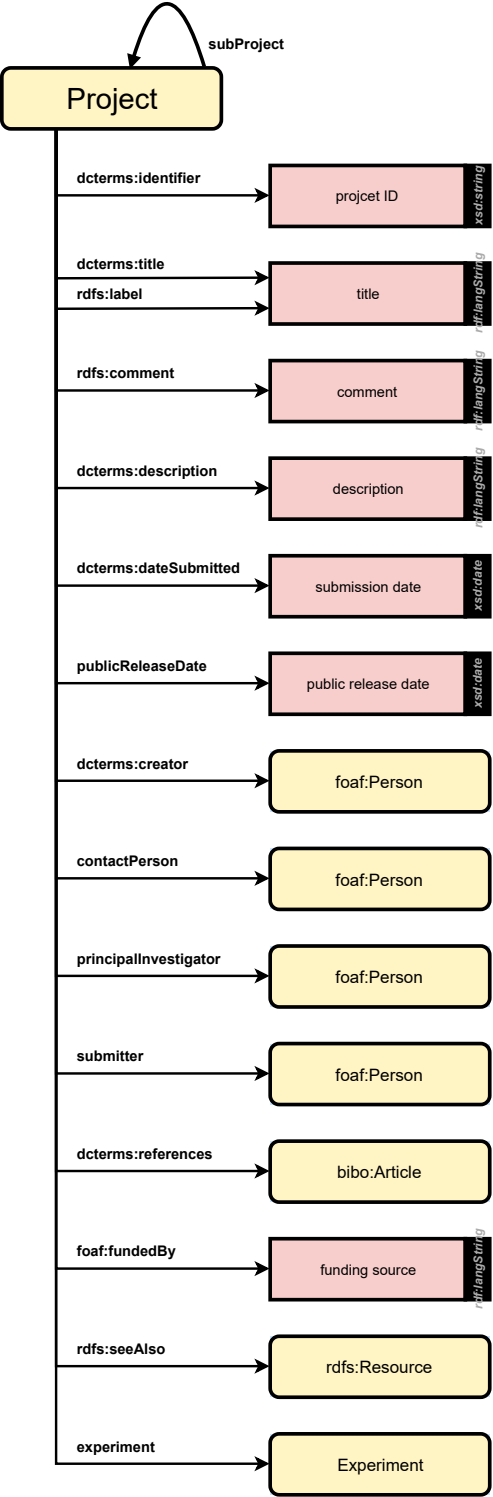 subProject
Project
dcterms:identifier
projcet ID
xsd:string
dcterms:title
rdfs:label
title
rdf:langString
rdfs:comment
comment
rdf:langString
dcterms:description
description
rdf:langString
dcterms:dateSubmitted
submission date
xsd:date
publicReleaseDate
public release date
xsd:date
dcterms:creator
foaf:Person
contactPerson
foaf:Person
principalInvestigator
foaf:Person
submitter
foaf:Person
dcterms:references
bibo:Article
foaf:fundedBy
funding source
rdf:langString
rdfs:seeAlso
rdfs:Resource
experiment
Experiment